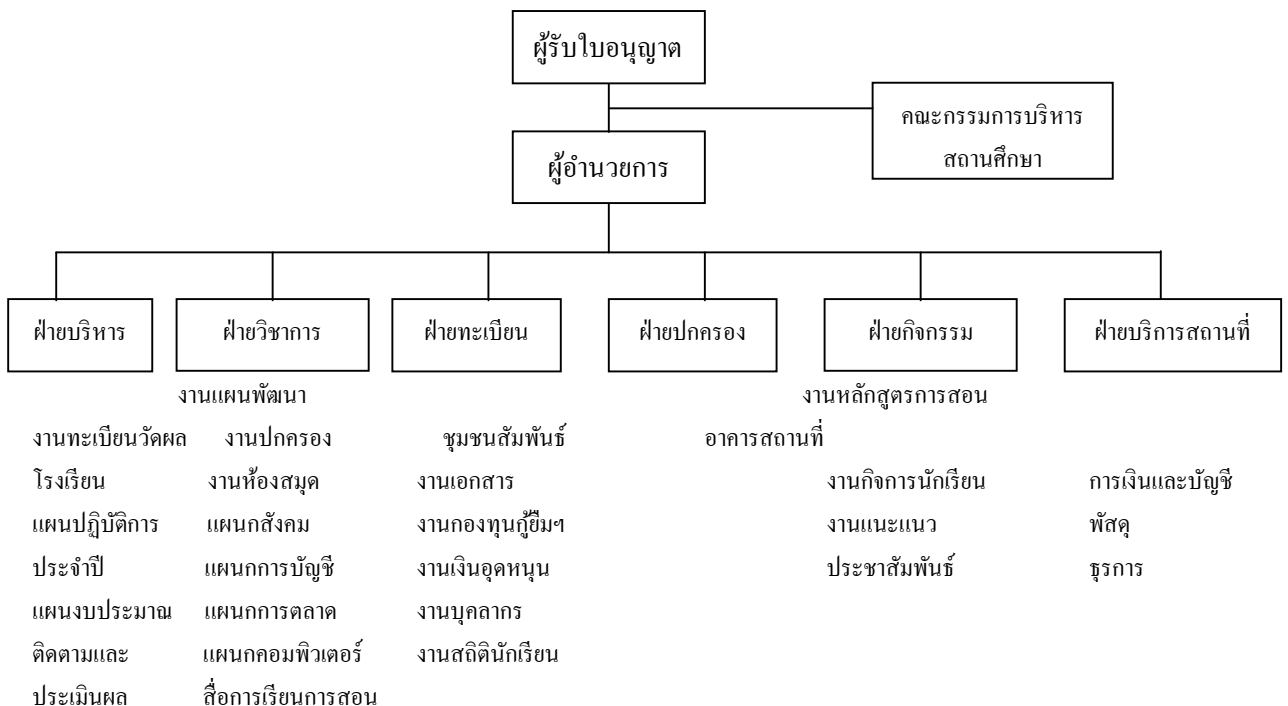 ผู้รับใบอนุญาต
คณะกรรมการบริหาร
สถานศึกษา
ผู้อำนวยการ
ฝ่ายบริหาร ฝ่ายวิชาการ ฝ่ายทะเบียน ฝ่ายปกครอง ฝ่ายกิจกรรม ฝ่ายบริการสถานที่
งานแผนพัฒนา งานหลักสูตรการสอน
งานทะเบียนวัดผล งานปกครอง ชุมชนสัมพันธ์ อาคารสถานที่
โรงเรียน งานห้องสมุด งานเอกสาร งานกิจการนักเรียน การเงินและบัญชี
แผนปฏิบัติการ แผนกสังคม งานกองทุนกู้ยืมฯ งานแนะแนว พัสดุ
ประจำปี แผนกการบัญชี งานเงินอุดหนุน ประชาสัมพันธ์ ธุรการ
แผนงบประมาณ แผนกการตลาด งานบุคลากร
ติดตามและ แผนกคอมพิวเตอร์ งานสถิตินักเรียน
ประเมินผล สื่อการเรียนการสอน